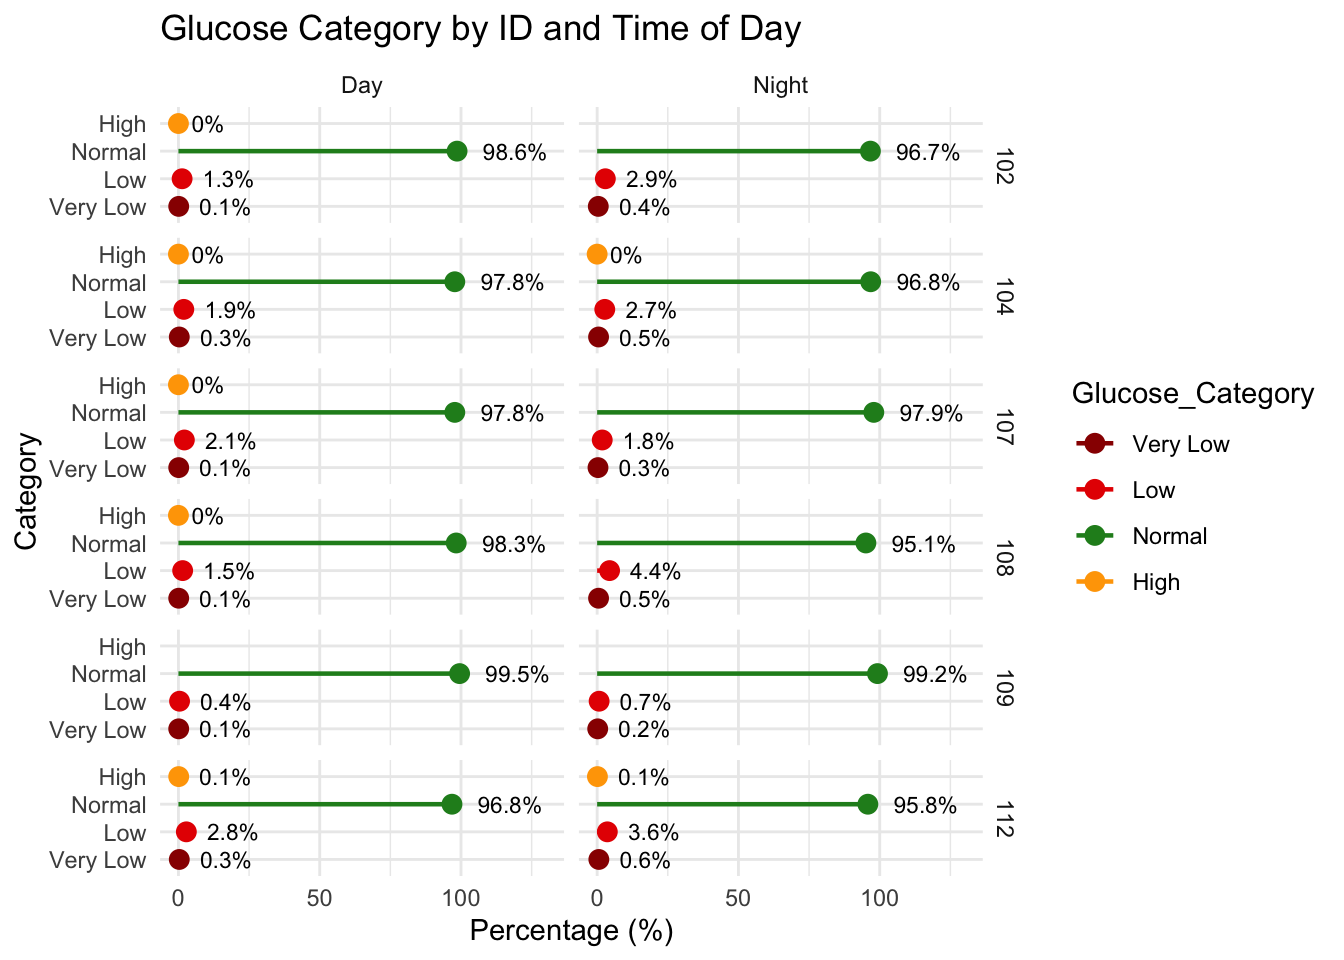 Glucose Category by ID and Time of Day
Day Night
High 0%
Normal 98.6% 96.7%
Low 1.3% 2.9%
Very Low 0.1% 0.4%
102
High 0% 0%
Normal 97.8% 96.8%
Low 1.9% 2.7%
Very Low 0.3% 0.5%
104
High 0%
Normal 97.8% 97.9%
Low 2.1% 1.8%
Very Low 0.1% 0.3%
107
High 0%
Normal 98.3% 95.1%
Low 1.5% 4.4%
Very Low 0.1% 0.5%
108
High
Normal 99.5% 99.2%
Low 0.4% 0.7%
Very Low 0.1% 0.2%
109
High 0.1% 0.1%
Normal 96.8% 95.8%
Low 2.8% 3.6%
Very Low 0.3% 0.6%
112
0 50 100 0 50 100
Percentage (%)
Category
Glucose_Category
Very Low
Low
Normal
High